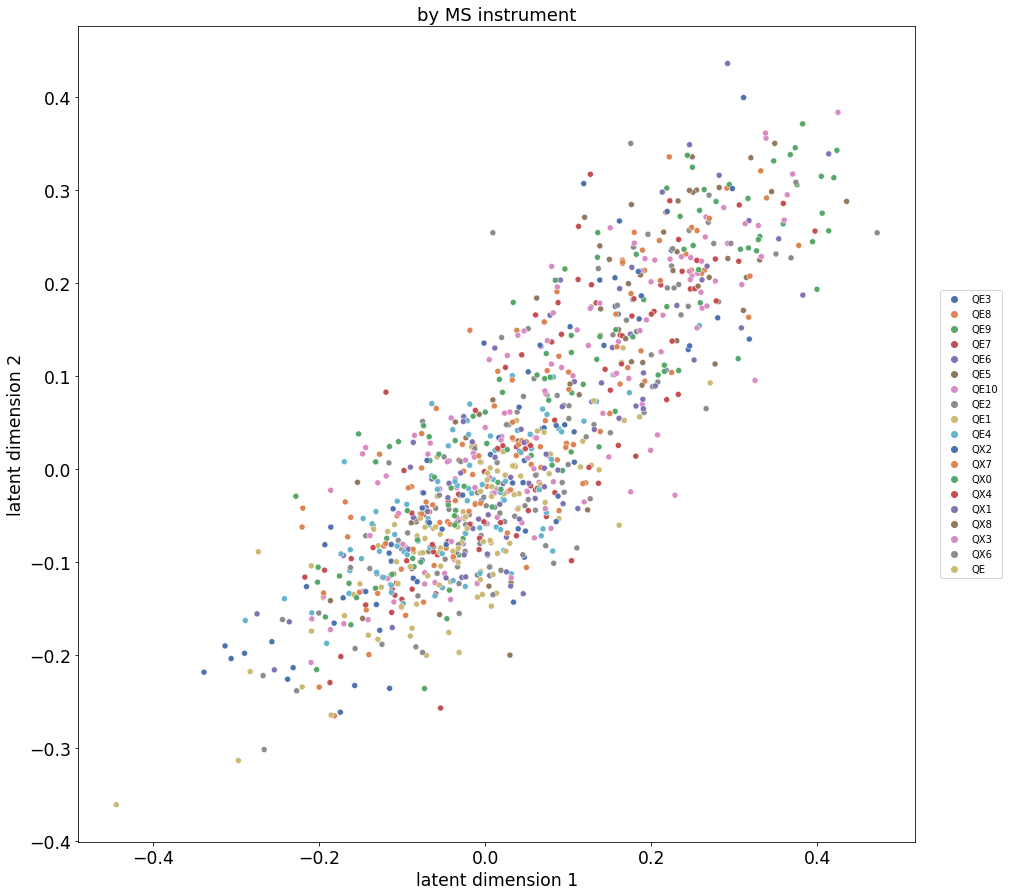 by MS instrument
latent dimension 2
0.4
0.3
0.2
0.1
0.0
−0.1
−0.2
−0.3
−0.4
−0.4
−0.2
0.0
0.2
0.4
latent dimension 1
QE3
QE8
QE9
QE7
QE6
QE5
QE10
QE2
QE1
QE4
QX2
QX7
QX0
QX4
QX1
QX8
QX3
QX6
QE